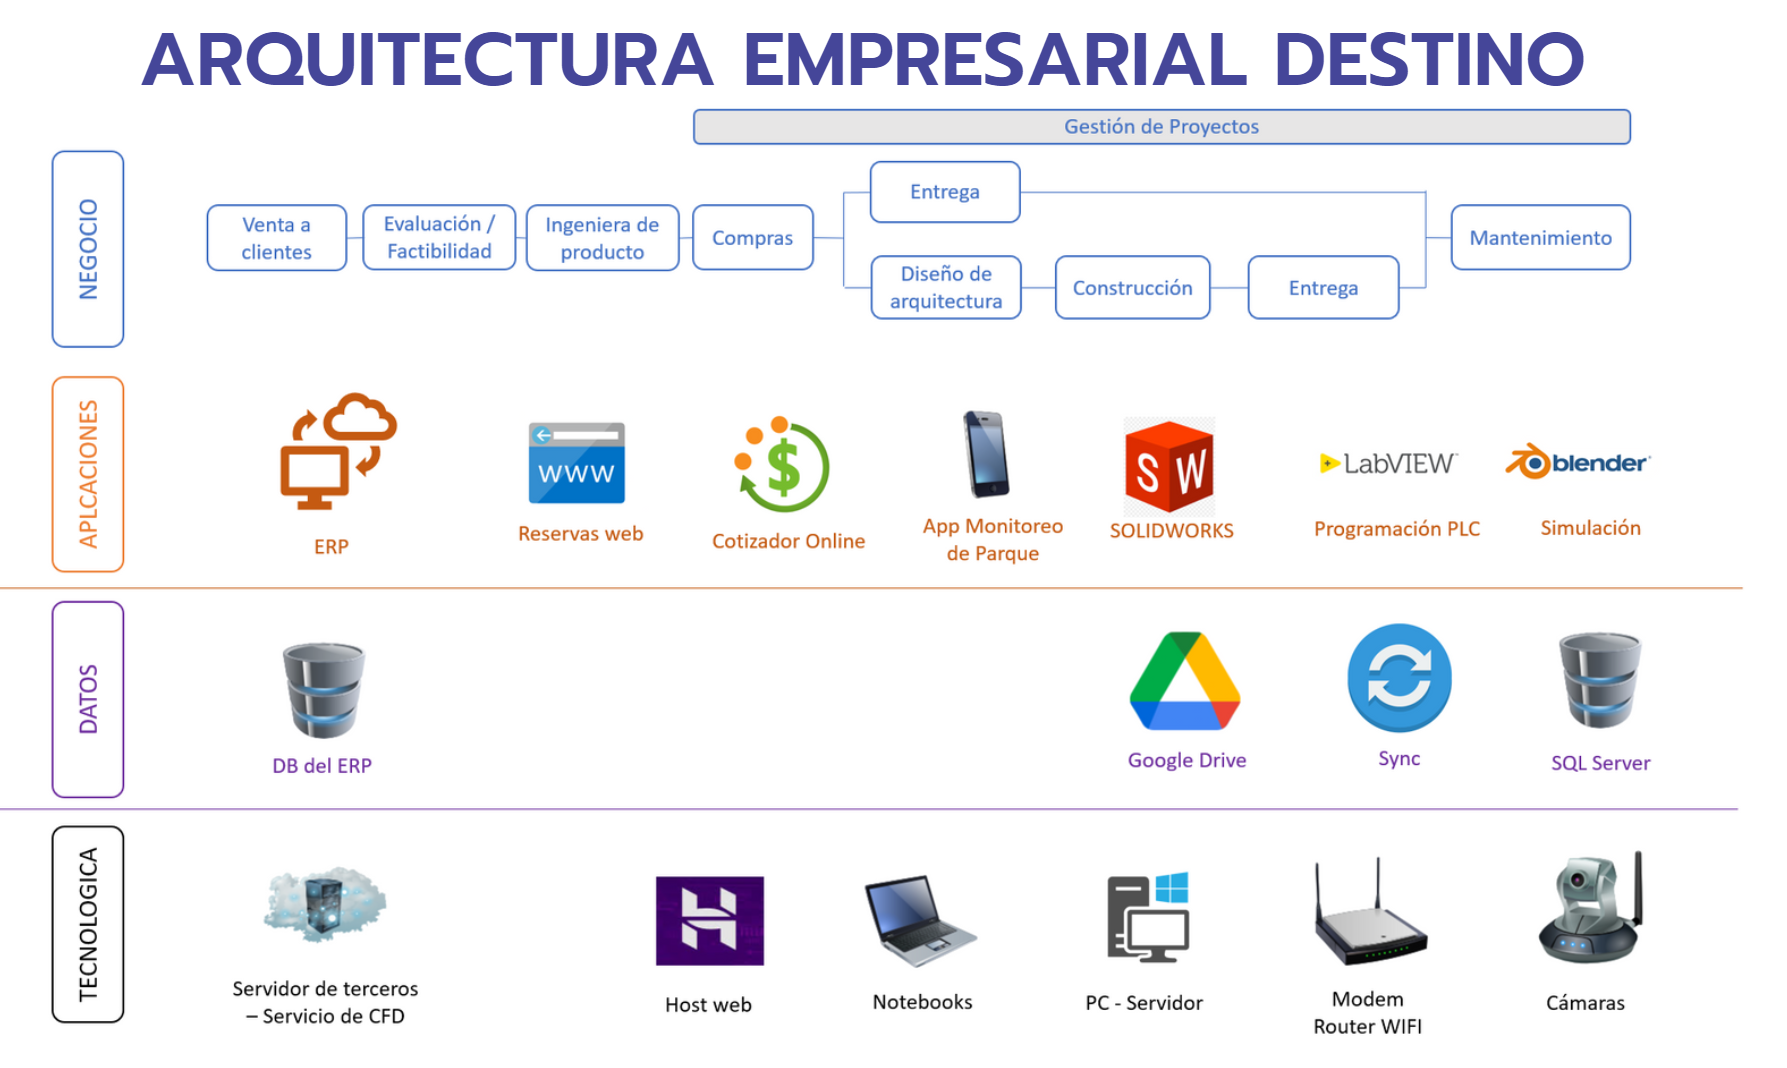 ARQUITECTURA EMPRESARIAL DESTINO
Gestión de Proyectos
NEGOCIO
Venta a
clientes
Evaluación /
Factibilidad
Ingeniera de
producto
Compras
Entrega
Diseño de
arquitectura
Construcción
Entrega
Mantenimiento
APLCACIONES
ERP
WWW
Reservas web
$
Cotizador Online
App Monitoreo
de Parque
S W
SOLIDWORKS
LabVIEW
Programación PLC
blender
Simulación
DATOS
DB del ERP
Google Drive
Sync
SQL Server
TECNOLOGICA
Servidor de terceros
– Servicio de CFD
Host web
Notebooks
PC - Servidor
Modem
Router WIFI
Cámaras